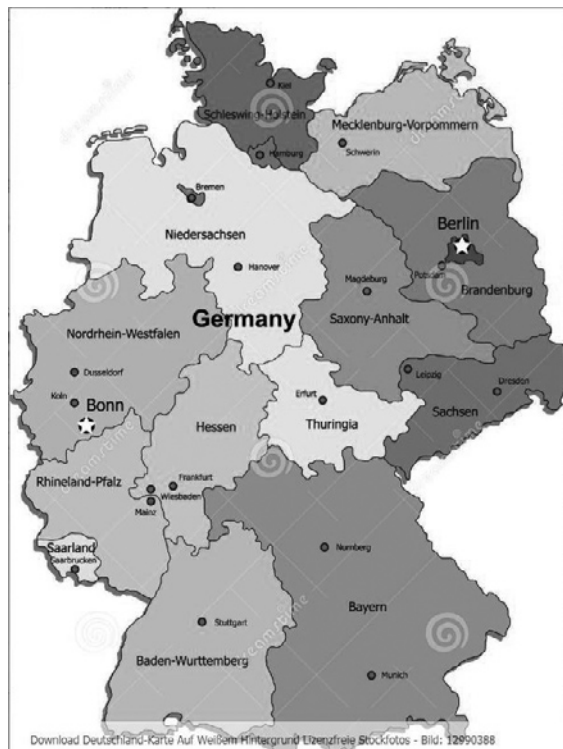 Kiel
Schleswing-Holstein
Mecklenburg-Vorpommern
Hamburg
Schwerin
Bremen
Niedersachsen
Berlin
Hanover
Potsdam
Magdeburg
Brandenburg
Germany
Saxony-Anhalt
Nordrhein-Westfalen
Dusseldorf
Leipzig
Dresden
Koln
Bonn
Erfurt
Sachsen
Hessen
Thuringia
Rhineland-Pfalz
Frankfurt
Wiesbaden
Mainz
Saarland
Saarbrucken
Nurnberg
Bayern
Stuttgart
Baden-Wurttemberg
Munich
dreamstime
Download Deutschland-Karte Auf Weißem Hintergrund Lizenzfreie Stockfotos - Bild: 12990388